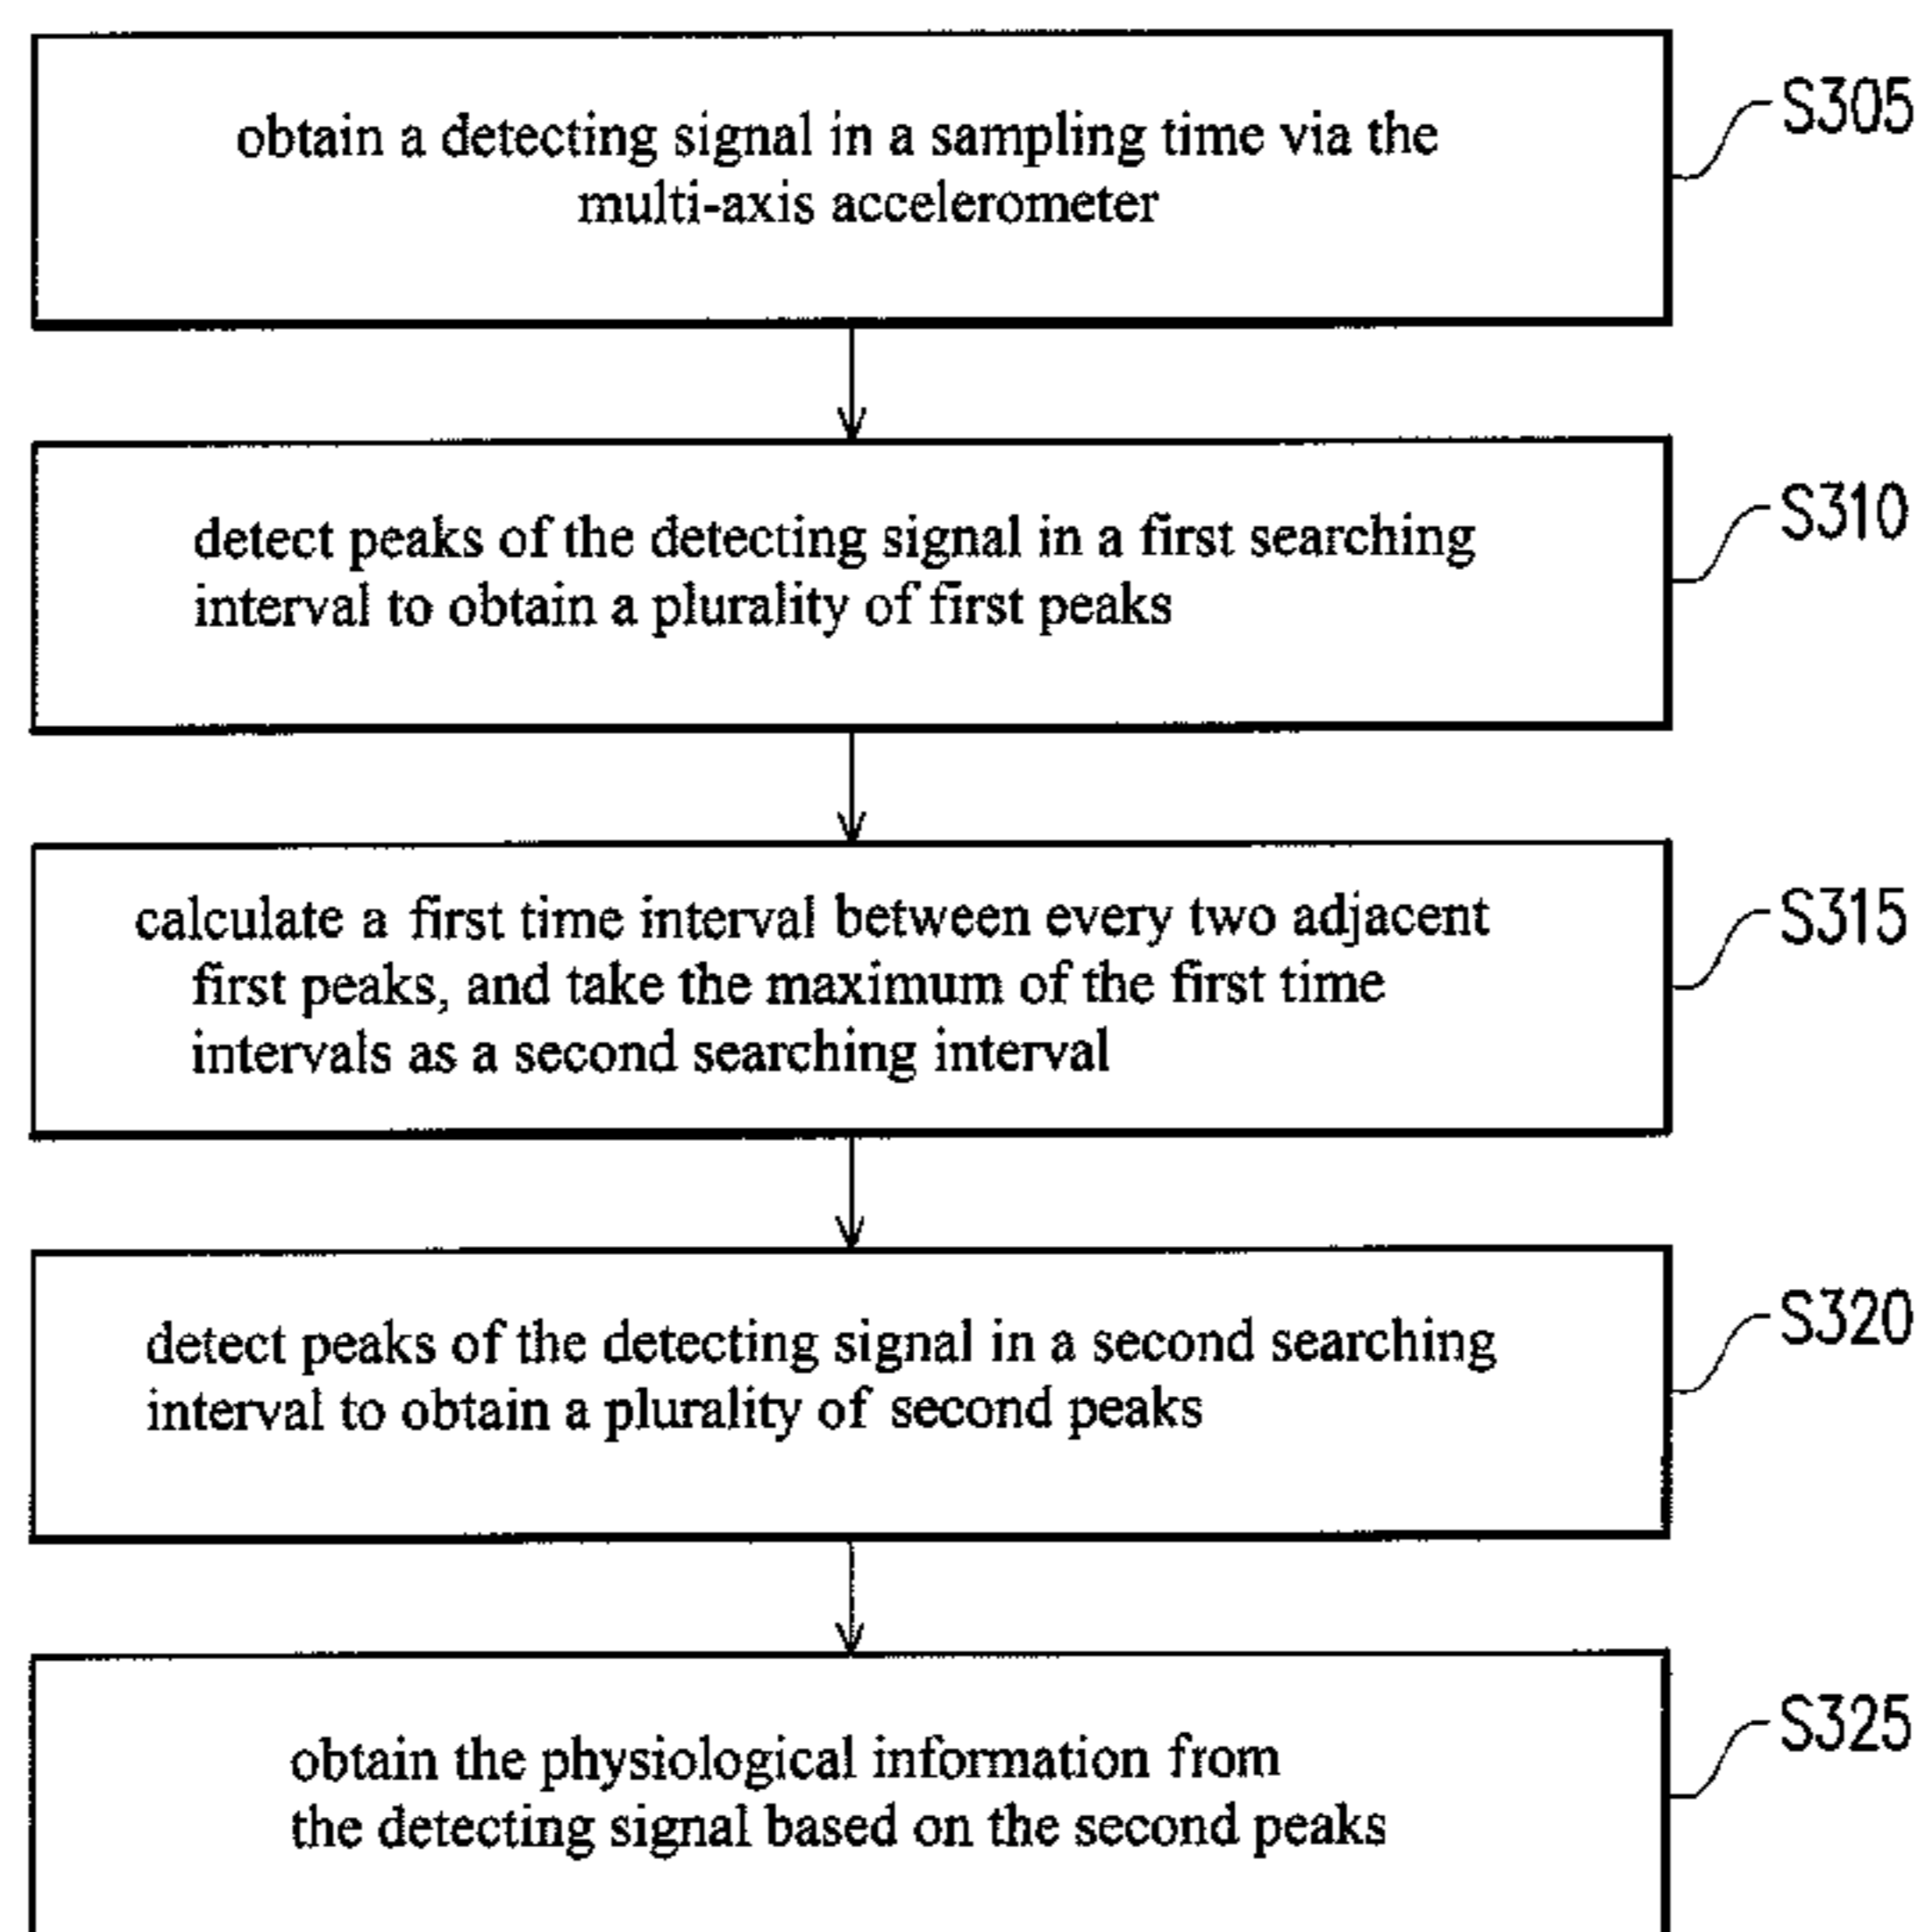 obtain a detecting signal in a sampling time via the
multi-axis accelerometer
S305
detect peaks of the detecting signal in a first searching
interval to obtain a plurality of first peaks
S310
calculate a first time interval between every two adjacent
first peaks, and take the maximum of the first time
intervals as a second searching interval
S315
detect peaks of the detecting signal in a second searching
interval to obtain a plurality of second peaks
S320
obtain the physiological information from
the detecting signal based on the second peaks
S325